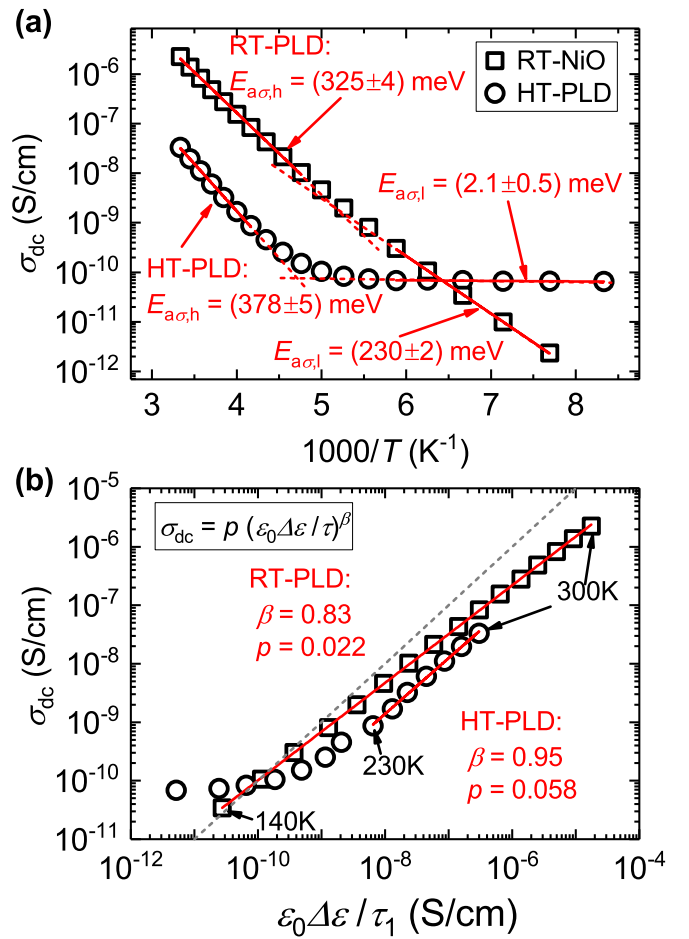 (a)
RT-PLD:
E_aσ,h = (325±4) meV
RT-NiO
HT-PLD
E_aσ,l = (2.1±0.5) meV
HT-PLD:
E_aσ,h = (378±5) meV
E_aσ,l = (230±2) meV
σ_dc (S/cm)
10^-6
10^-7
10^-8
10^-9
10^-10
10^-11
10^-12
3 4 5 6 7 8
1000/T (K^-1)
(b)
σ_dc = p (ε_0Δε/τ)^β
RT-PLD:
β = 0.83
p = 0.022
300K
HT-PLD:
β = 0.95
p = 0.058
230K
140K
σ_dc (S/cm)
10^-5
10^-6
10^-7
10^-8
10^-9
10^-10
10^-11
10^-12 10^-10 10^-8 10^-6 10^-4
ε_0Δε/τ_1 (S/cm)